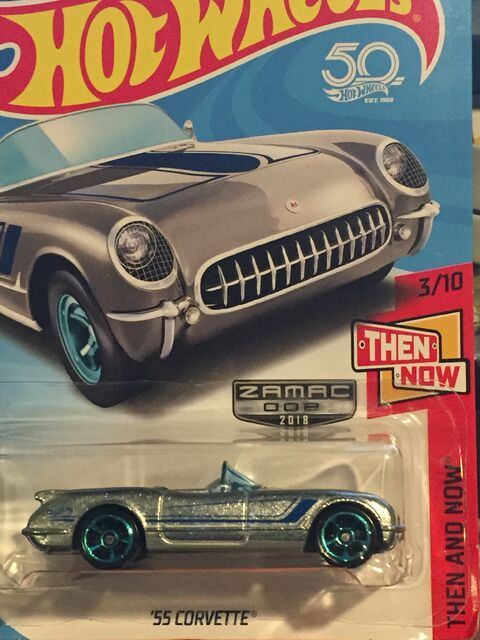 HOT WHEELS®
50
HOT WHEELS
EST. 1968
3/10
THEN
NOW
ZAMAC
002
2018
THEN AND NOW®
'55 CORVETTE®